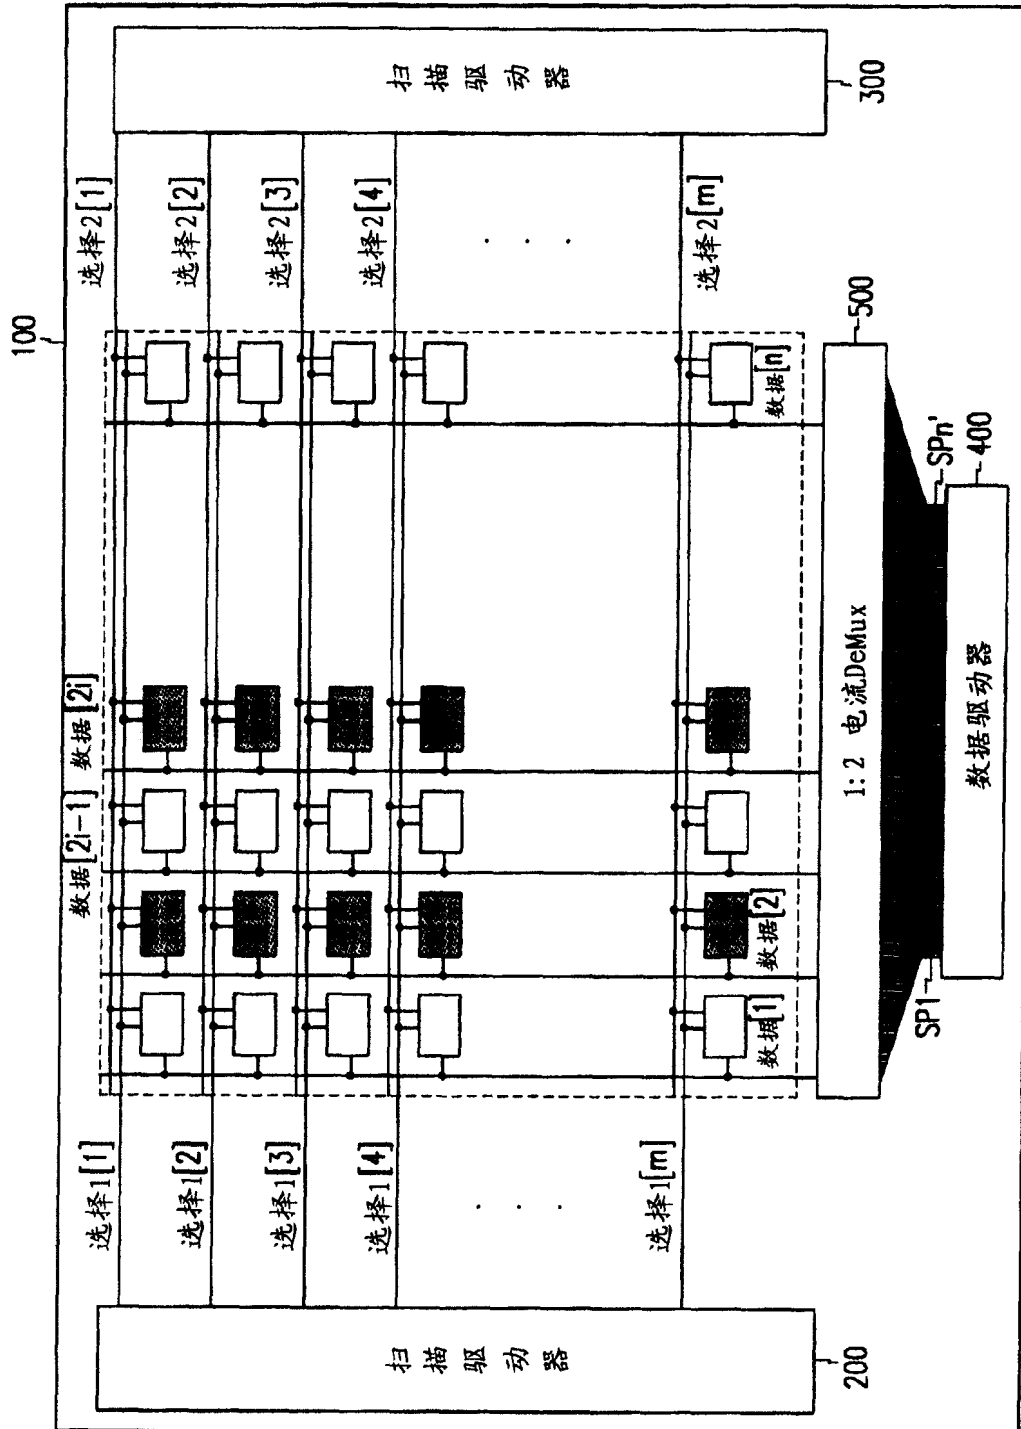 100
扫描驱动器
300
选择2[1]
选择2[2]
选择2[3]
选择2[4]
. . .
选择2[m]
500
数据[n]
SPn'
400
数据[2i]
数据[2i-1]
1:2 电流DeMux
数据驱动器
数据[2]
数据[1]
SP1
选择1[1]
选择1[2]
选择1[3]
选择1[4]
. . .
选择1[m]
扫描驱动器
200